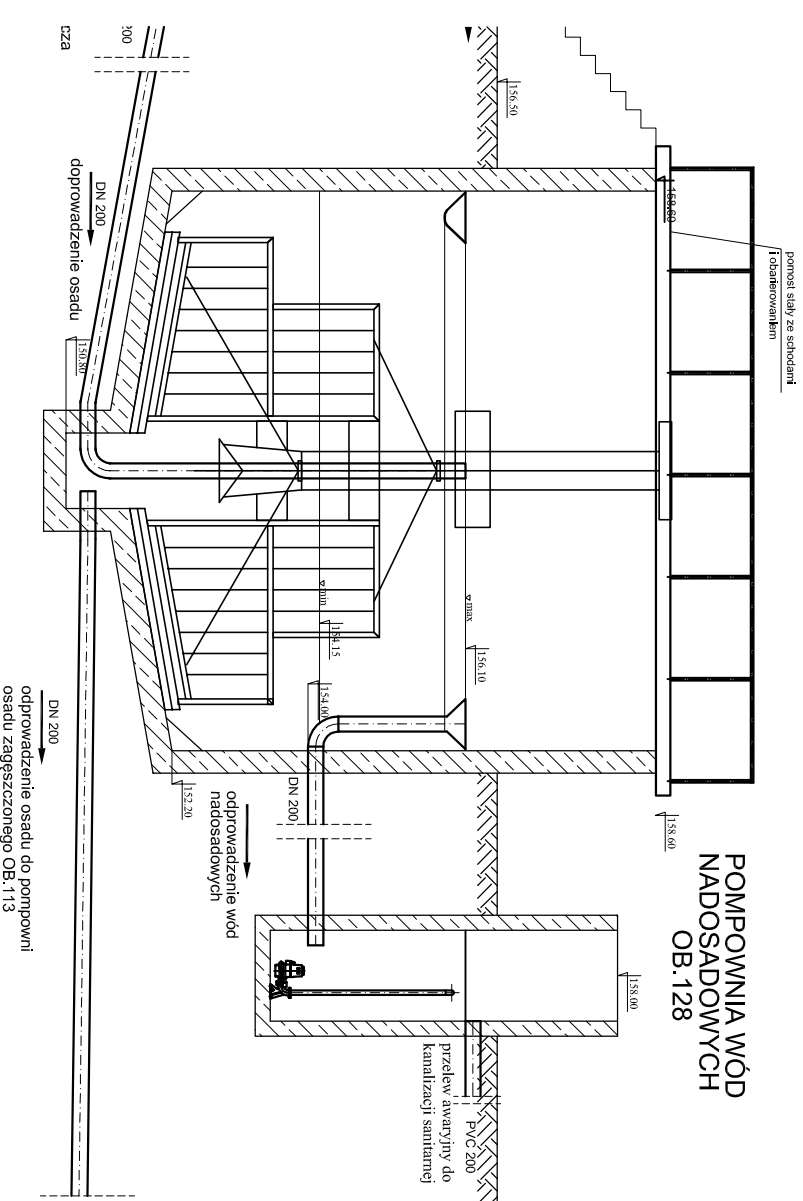 pomost stały ze schodami
i obarierowaniem
POMPOWNIA WÓD
NADOSADOWYCH
OB.128
158.60
158.60
158.00
156.50
max
156.10
min
154.15
154.00
DN 200
PVC 200
przelew awaryjny do
kanalizacji sanitarnej
odprowadzenie wód
nadosadowych
152.20
DN 200
doprowadzenie osadu
150.80
DN 200
odprowadzenie osadu do pompowni
osadu zagęszczonego OB.113